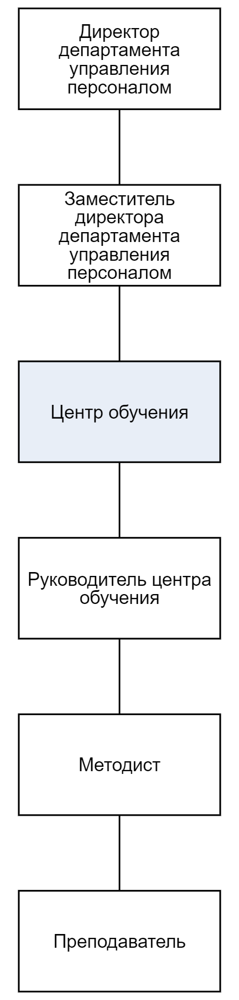 Директор
департамента
управления
персоналом
Заместитель
директора
департамента
управления
персоналом
Центр обучения
Руководитель центра
обучения
Методист
Преподаватель